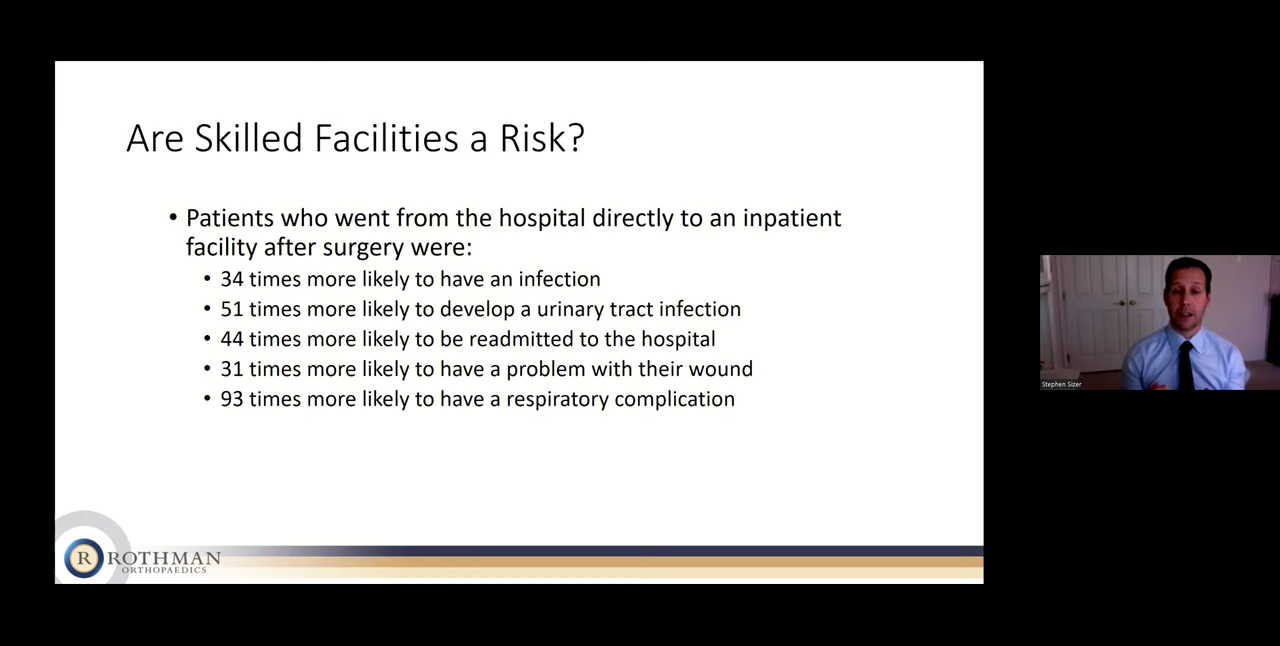 Are Skilled Facilities a Risk?
• Patients who went from the hospital directly to an inpatient
facility after surgery were:
• 34 times more likely to have an infection
• 51 times more likely to develop a urinary tract infection
• 44 times more likely to be readmitted to the hospital
• 31 times more likely to have a problem with their wound
• 93 times more likely to have a respiratory complication
R ROTHMAN
ORTHOPAEDICS
Stephen Sizer